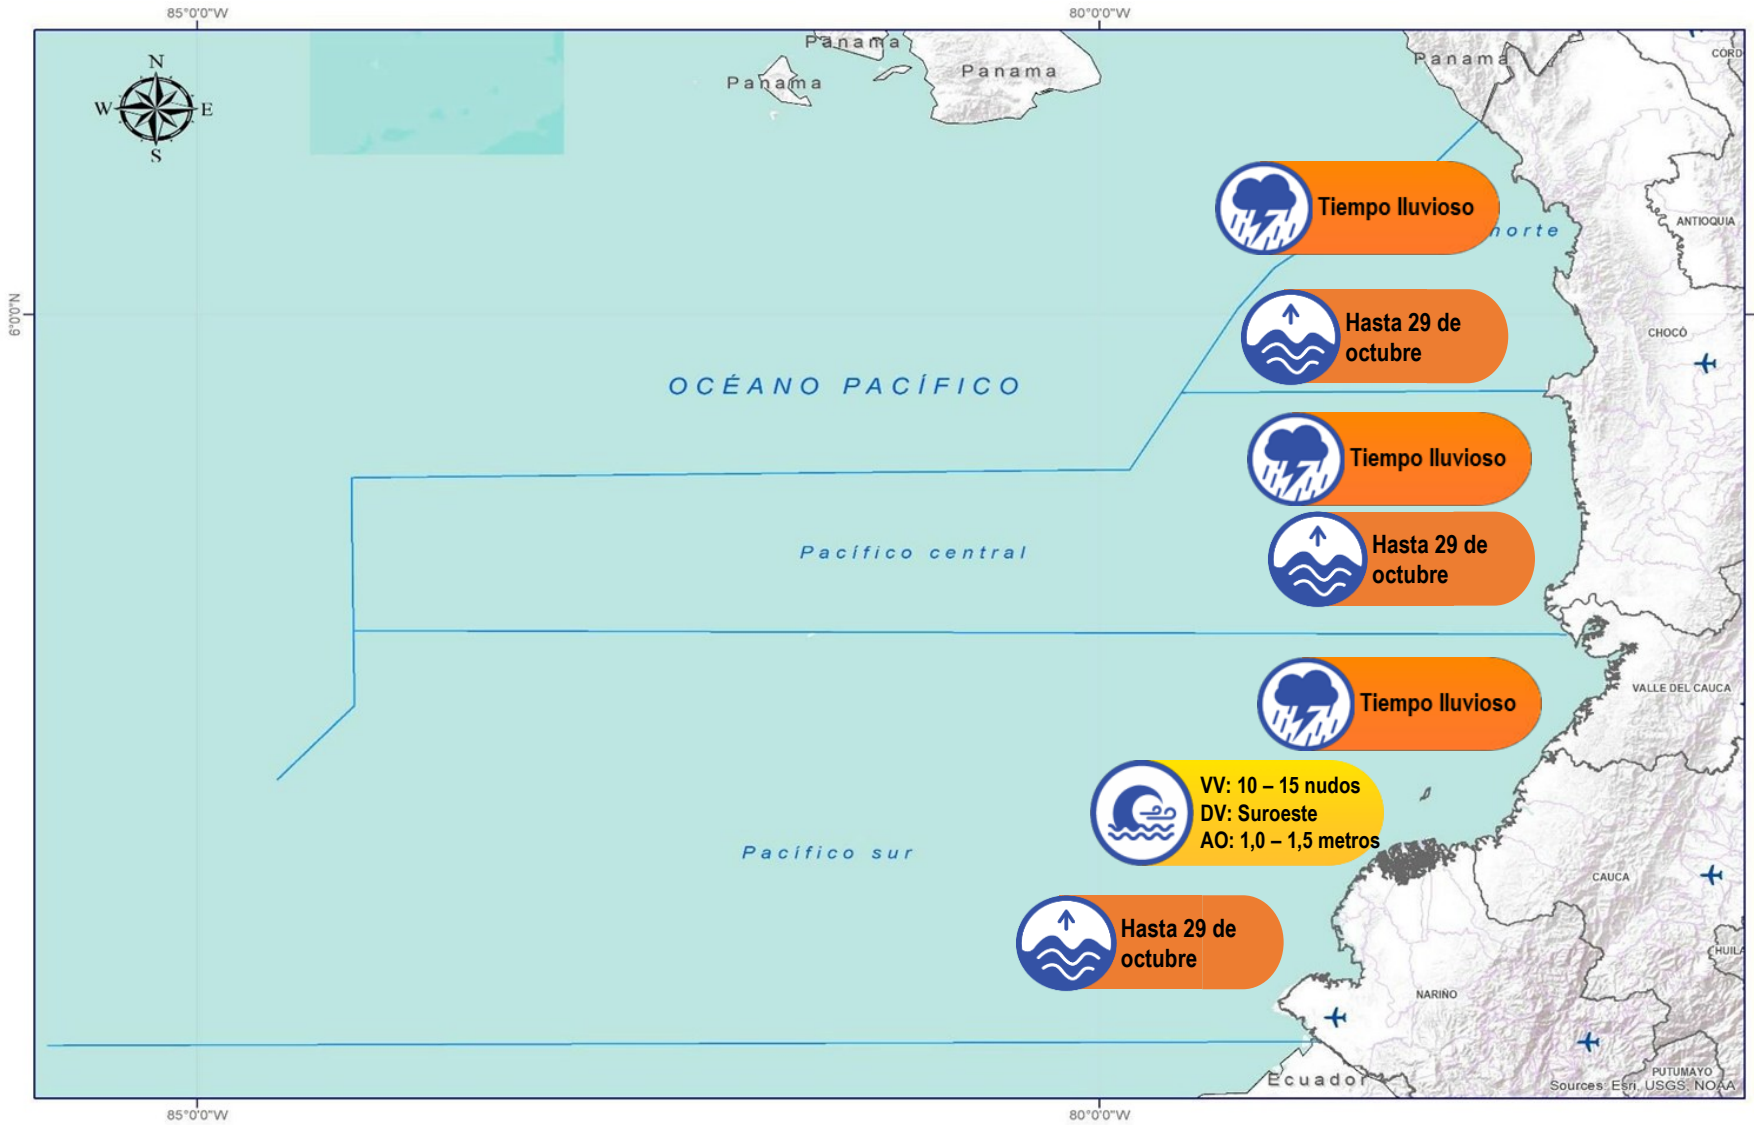 85°0'0"W
80°0'0"W
N
W
E
S
Panama
Panama
Panama
Panama
CÓRD
ANTIOQUIA
Tiempo lluvioso
norte
6°0'0"N
Hasta 29 de
octubre
CHOCÓ
OCÉANO PACÍFICO
Tiempo lluvioso
Pacífico central
Hasta 29 de
octubre
VALLE DEL CAUCA
Tiempo lluvioso
VV: 10 – 15 nudos
DV: Suroeste
AO: 1,0 – 1,5 metros
Pacífico sur
CAUCA
Hasta 29 de
octubre
HUILA
NARIÑO
Ecuador
PUTUMAYO
Sources: Esri, USGS, NOAA
85°0'0"W
80°0'0"W